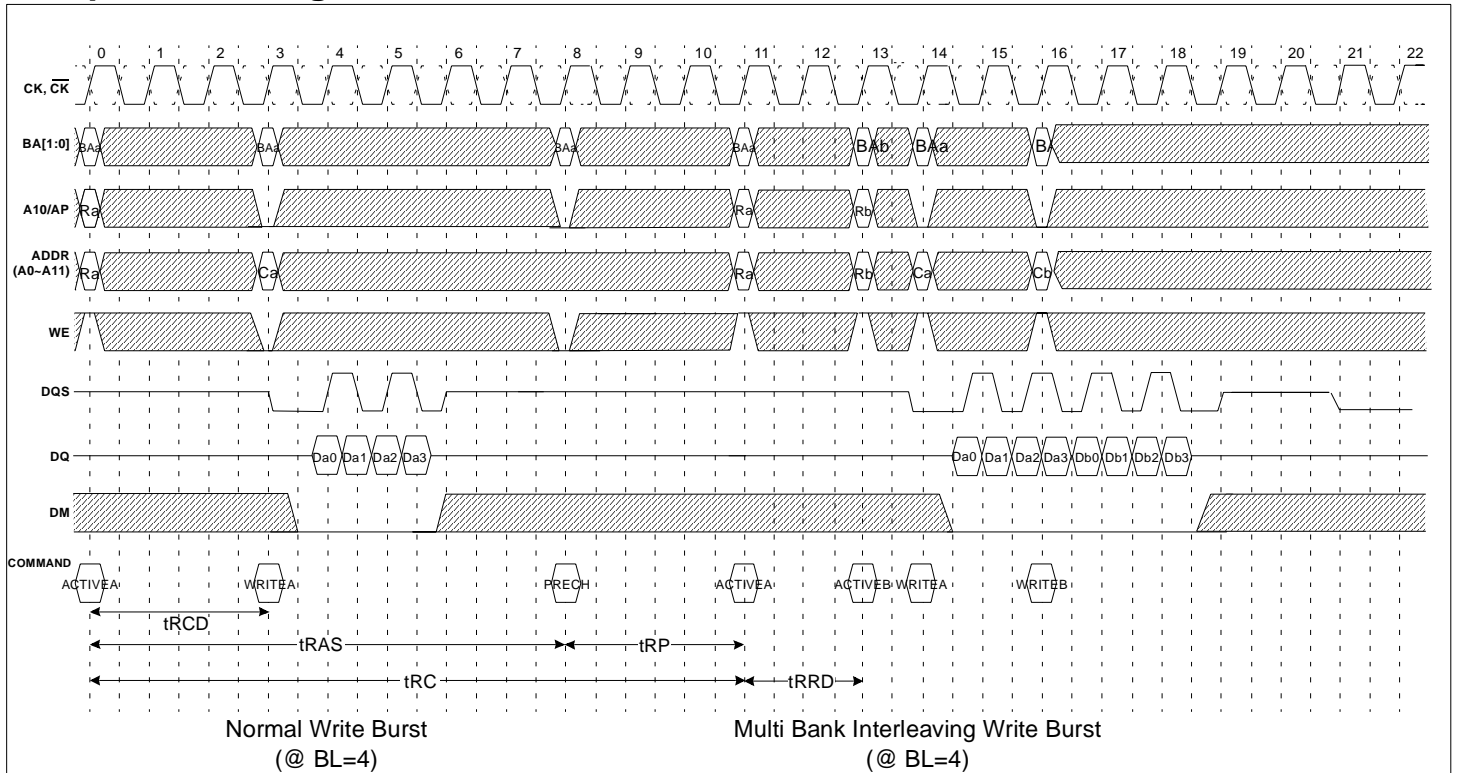 0 1 2 3 4 5 6 7 8 9 10 11 12 13 14 15 16 17 18 19 20 21 22
CK, CK
BA[1:0] BAa BAa BAa BAa BAb BAa BA
A10/AP Ra Ra Rb
ADDR
(A0~A11) Ra Ca Ra Rb Ca Cb
WE
DQS
DQ Da0 Da1 Da2 Da3 Da0 Da1 Da2 Da3 Db0 Db1 Db2 Db3
DM
COMMAND
ACTIVEA WRITEA PRECH ACTIVEA ACTIVEB WRITEA WRITEB
tRCD
tRAS tRP
tRC tRRD
Normal Write Burst Multi Bank Interleaving Write Burst
(@ BL=4) (@ BL=4)